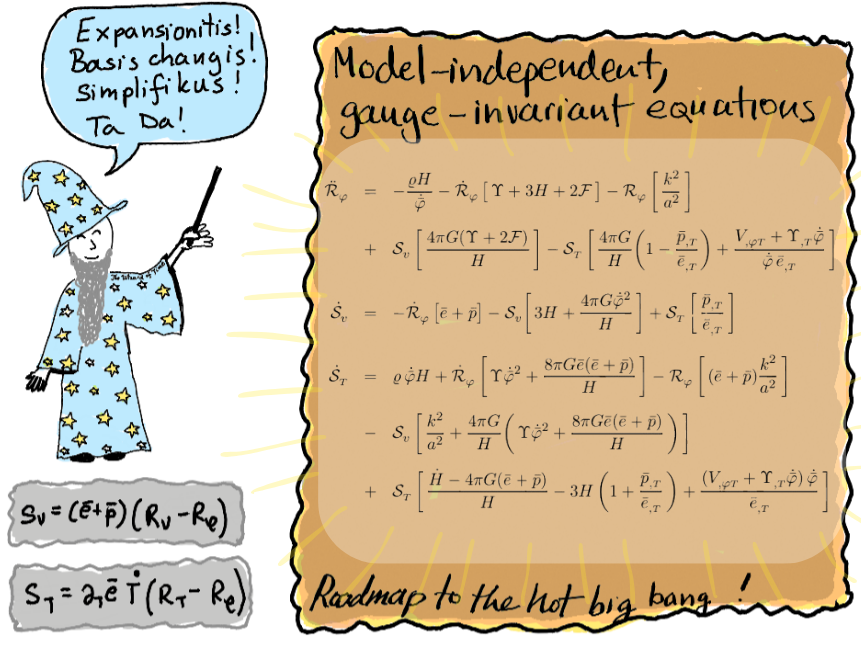 Expansionitis!
Basis changis!
Simplifikus!
Ta Da!
The Wizard of Time
Model-independent,
gauge-invariant equations
\ddot{\mathcal{R}}_\varphi = -\frac{\varrho H}{\dot{\bar{\varphi}}} - \dot{\mathcal{R}}_\varphi [\Upsilon + 3H + 2\mathcal{F}] - \mathcal{R}_\varphi \left[\frac{k^2}{a^2}\right]
+ \mathcal{S}_v \left[\frac{4\pi G(\Upsilon + 2\mathcal{F})}{H}\right] - \mathcal{S}_T \left[\frac{4\pi G}{H}\left(1 - \frac{\bar{p}_{,T}}{\bar{e}_{,T}}\right) + \frac{V_{,\varphi T} + \Upsilon_{,T}\dot{\bar{\varphi}}}{\dot{\bar{\varphi}}\,\bar{e}_{,T}}\right]
\dot{\mathcal{S}}_v = -\dot{\mathcal{R}}_\varphi [\bar{e} + \bar{p}] - \mathcal{S}_v \left[3H + \frac{4\pi G\dot{\bar{\varphi}}^2}{H}\right] + \mathcal{S}_T \left[\frac{\bar{p}_{,T}}{\bar{e}_{,T}}\right]
\dot{\mathcal{S}}_T = \varrho\,\dot{\bar{\varphi}}H + \dot{\mathcal{R}}_\varphi \left[\Upsilon\dot{\bar{\varphi}}^2 + \frac{8\pi G\bar{e}(\bar{e} + \bar{p})}{H}\right] - \mathcal{R}_\varphi \left[(\bar{e} + \bar{p})\frac{k^2}{a^2}\right]
- \mathcal{S}_v \left[\frac{k^2}{a^2} + \frac{4\pi G}{H}\left(\Upsilon\dot{\bar{\varphi}}^2 + \frac{8\pi G\bar{e}(\bar{e} + \bar{p})}{H}\right)\right]
+ \mathcal{S}_T \left[\frac{\dot{H} - 4\pi G(\bar{e} + \bar{p})}{H} - 3H\left(1 + \frac{\bar{p}_{,T}}{\bar{e}_{,T}}\right) + \frac{(V_{,\varphi T} + \Upsilon_{,T}\dot{\bar{\varphi}})\,\dot{\bar{\varphi}}}{\bar{e}_{,T}}\right]
Roadmap to the hot big bang!
S_v = (\bar{e}+\bar{p})(R_v - R_\varphi)
S_T = \partial_T \bar{e} \dot{T} (R_T - R_\varphi)